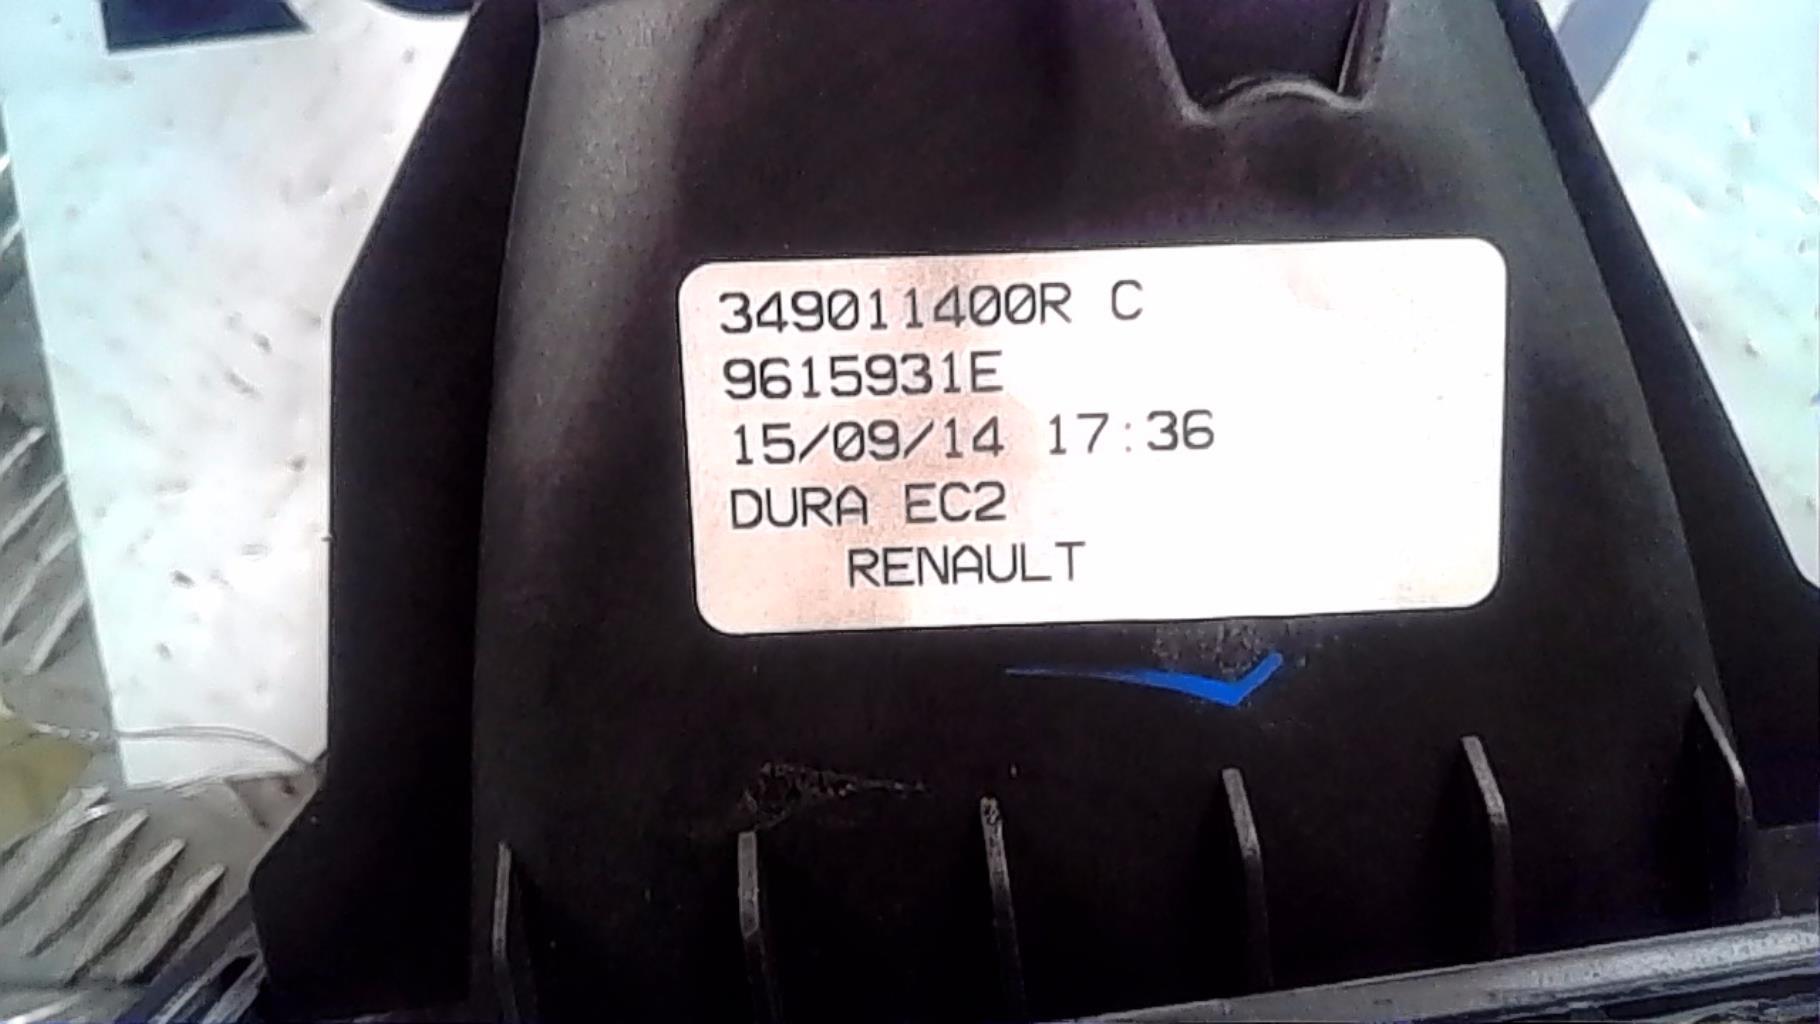 349011400R C
9615931E
15/09/14 17:36
DURA EC2
RENAULT